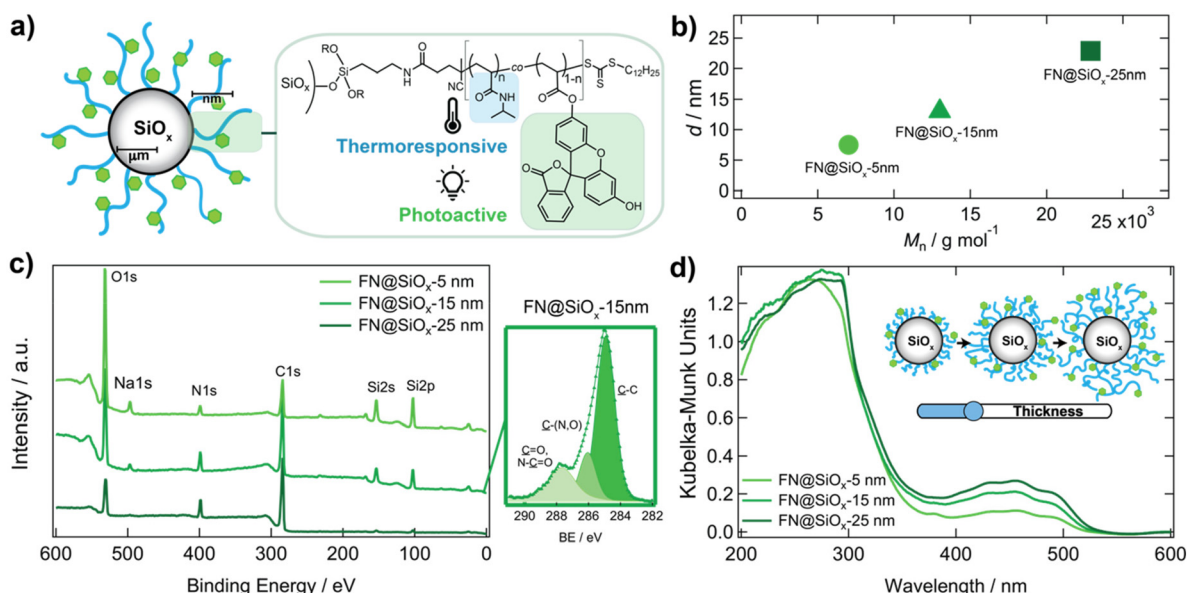 a)
SiOx
nm
μm
RO
Si
O
OR
R
SiOx
O
N
H
O
NC
n
co
1-n
O
NH
O
O
S
S
S
C12H25
Thermoresponsive
Photoactive
O
O
O
OH
b)
d / nm
25
20
15
10
5
0
FN@SiOx-25nm
FN@SiOx-15nm
FN@SiOx-5nm
0
5
10
15
20
25 x10³
Mn / g mol⁻¹
c)
Intensity / a.u.
O1s
Na1s
N1s
C1s
Si2s
Si2p
FN@SiOx-5 nm
FN@SiOx-15 nm
FN@SiOx-25 nm
600
500
400
300
200
100
0
Binding Energy / eV
FN@SiOx-15nm
C-C
C-(N,O)
C=O,
N-C=O
290
288
286
284
282
BE / eV
d)
Kubelka-Munk Units
1.2
1.0
0.8
0.6
0.4
0.2
0.0
SiOx
SiOx
SiOx
Thickness
FN@SiOx-5 nm
FN@SiOx-15 nm
FN@SiOx-25 nm
200
300
400
500
600
Wavelength / nm